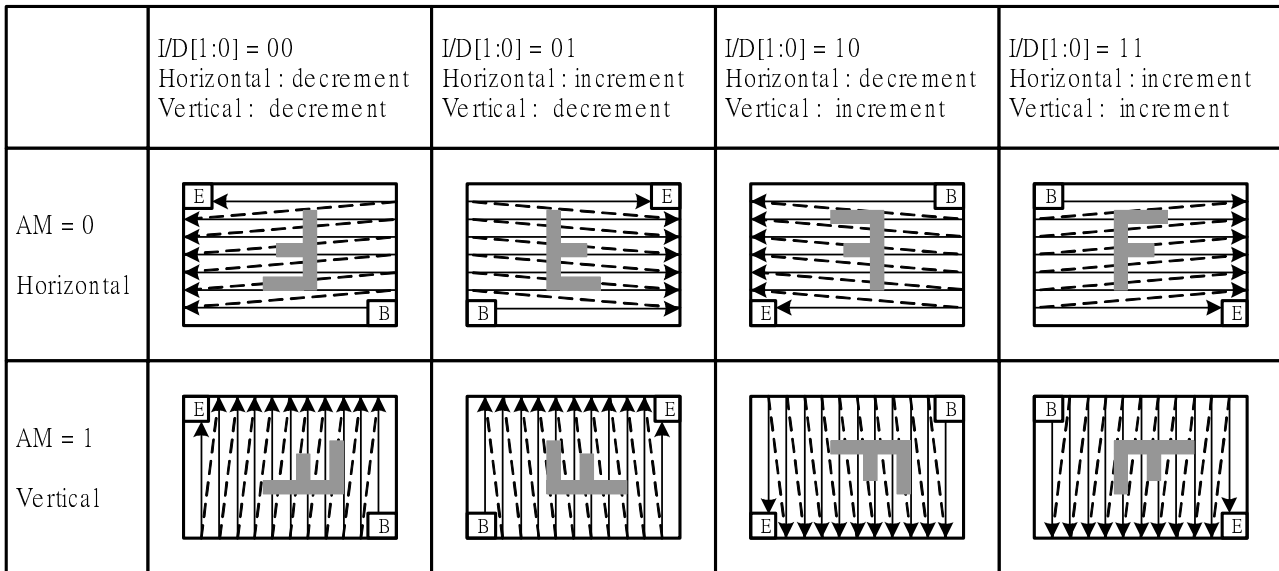 I/D[1:0] = 00
Horizontal : decrement
Vertical : decrement
I/D[1:0] = 01
Horizontal : increment
Vertical : decrement
I/D[1:0] = 10
Horizontal : decrement
Vertical : increment
I/D[1:0] = 11
Horizontal : increment
Vertical : increment
AM = 0
Horizontal
E
B
E
B
B
E
B
E
AM = 1
Vertical
E
B
E
B
B
E
B
E